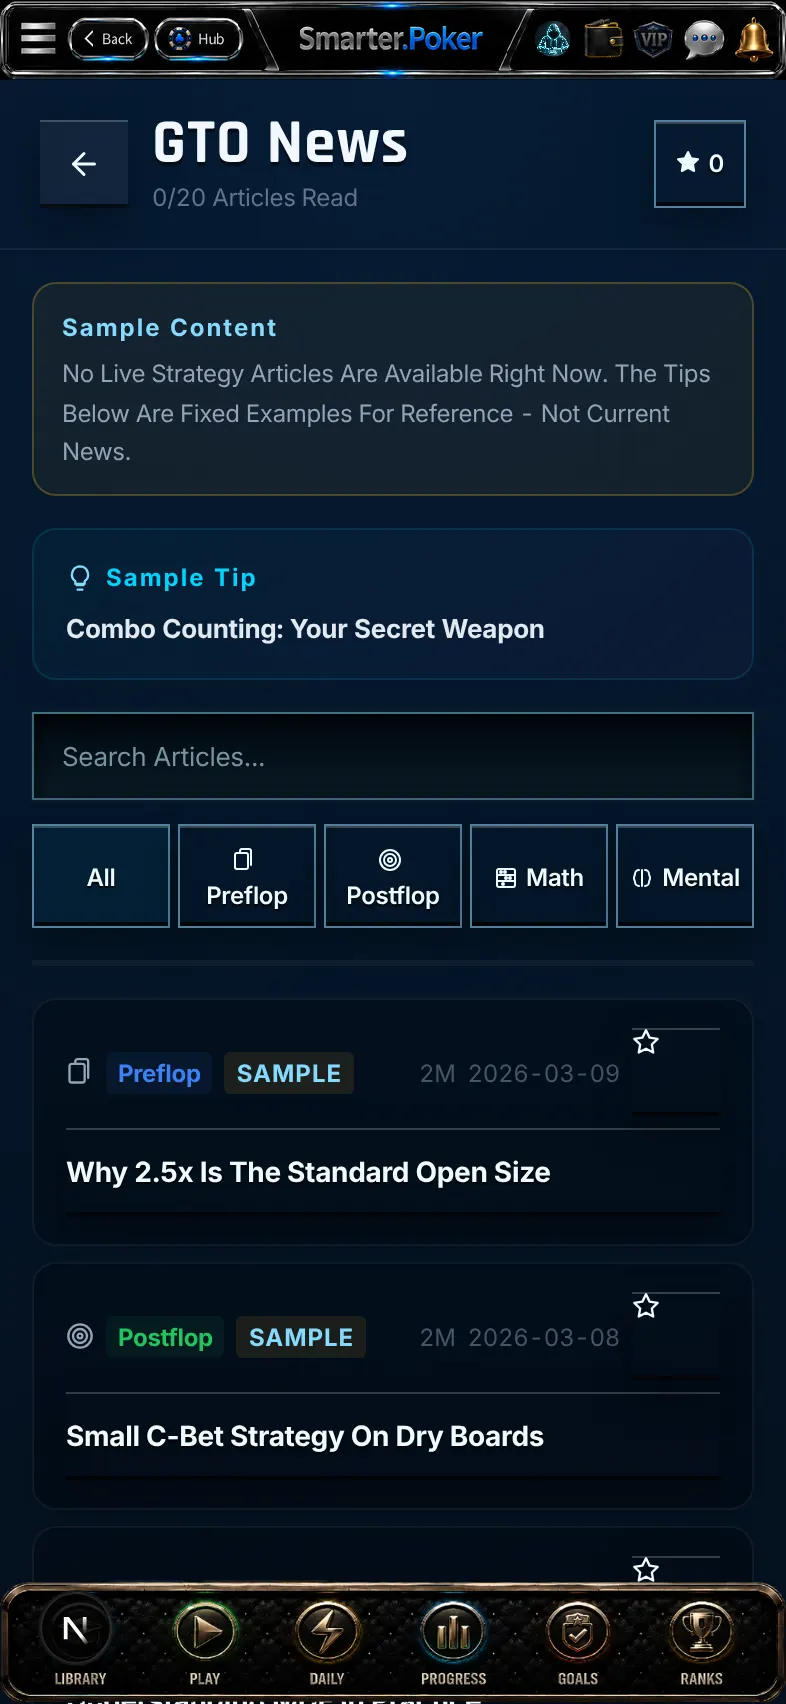 Back
Hub
Smarter.Poker
VIP
GTO News
0/20 Articles Read
0
Sample Content
No Live Strategy Articles Are Available Right Now. The Tips
Below Are Fixed Examples For Reference - Not Current
News.
Sample Tip
Combo Counting: Your Secret Weapon
Search Articles...
All
Preflop
Postflop
Math
Mental
Preflop SAMPLE 2M 2026-03-09
Why 2.5x Is The Standard Open Size
Postflop SAMPLE 2M 2026-03-08
Small C-Bet Strategy On Dry Boards
N
LIBRARY
PLAY
DAILY
PROGRESS
GOALS
RANKS